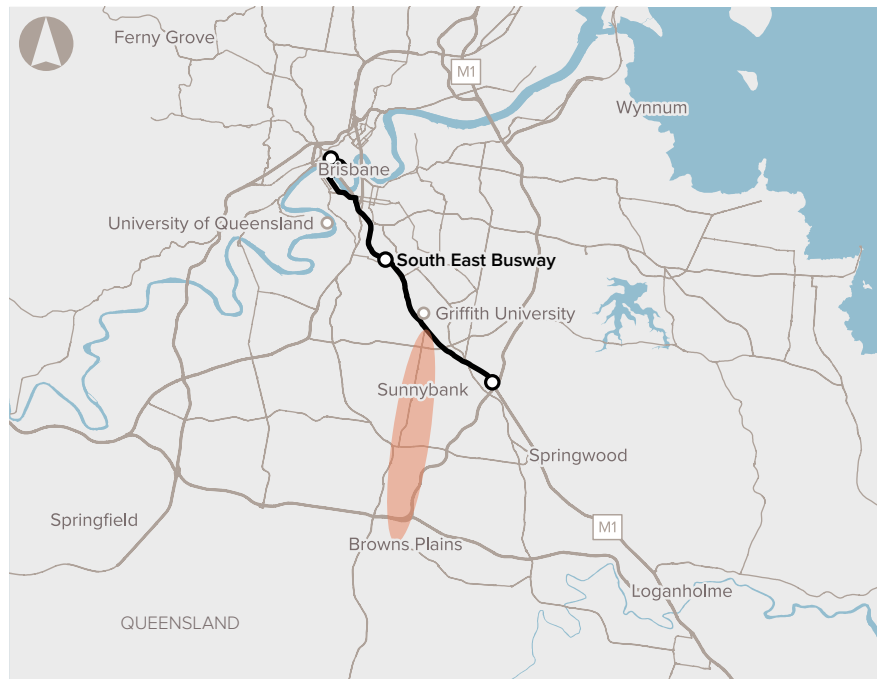 Ferny Grove
M1
Wynnum
Brisbane
University of Queensland
South East Busway
Griffith University
Sunnybank
Springwood
Springfield
M1
Browns Plains
Loganholme
QUEENSLAND